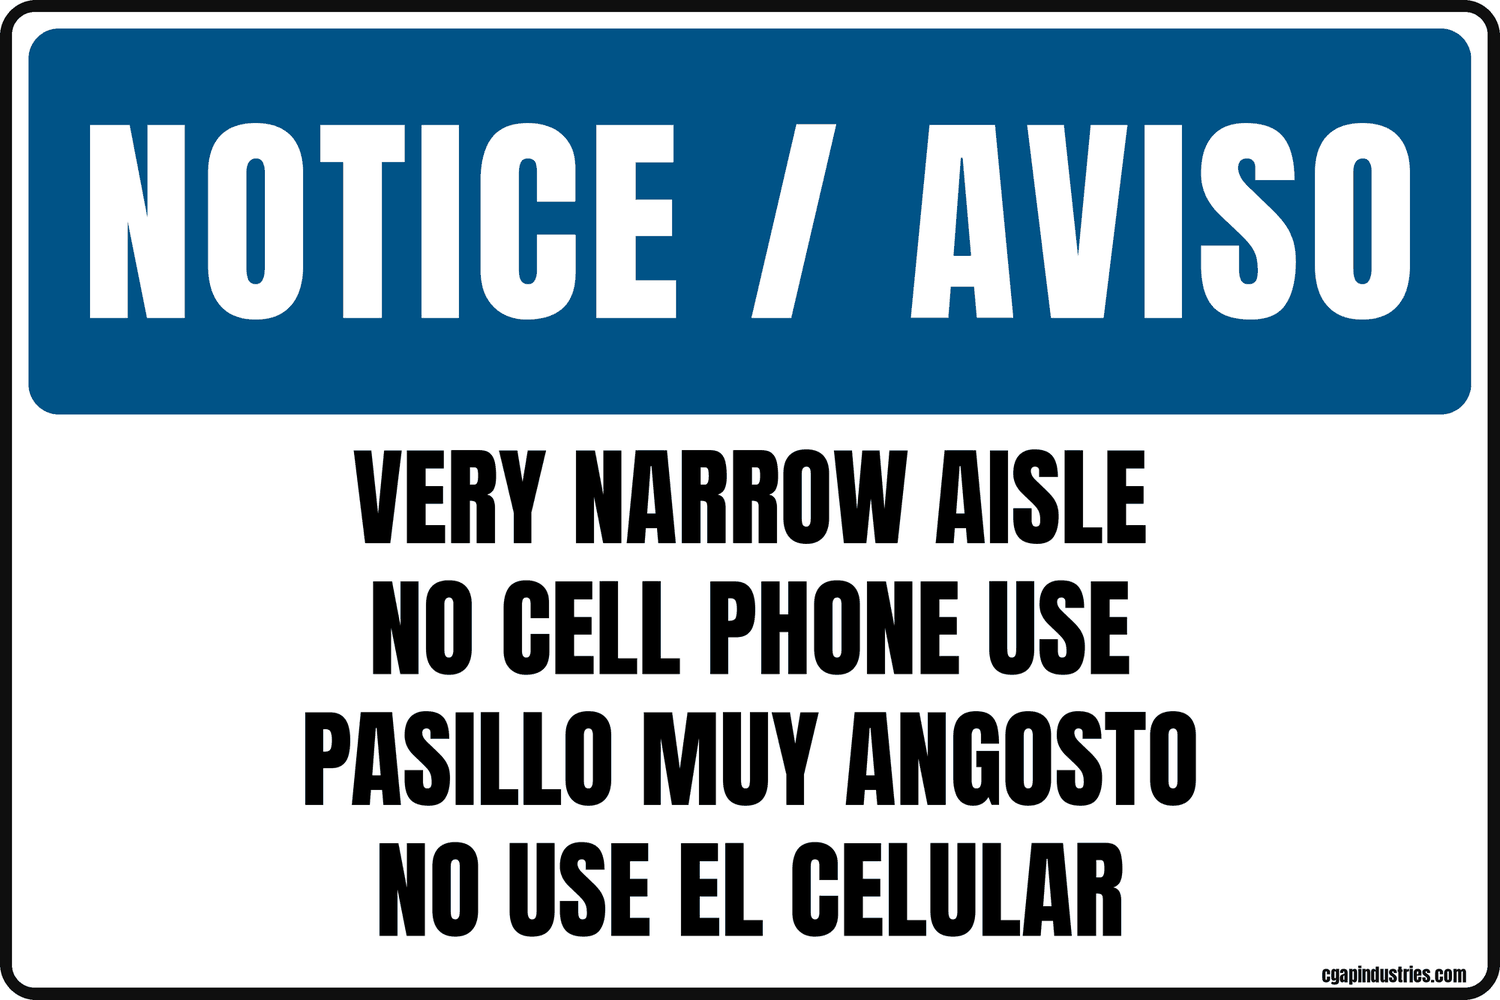 NOTICE / AVISO
VERY NARROW AISLE
NO CELL PHONE USE
PASILLO MUY ANGOSTO
NO USE EL CELULAR
cgapindustries.com